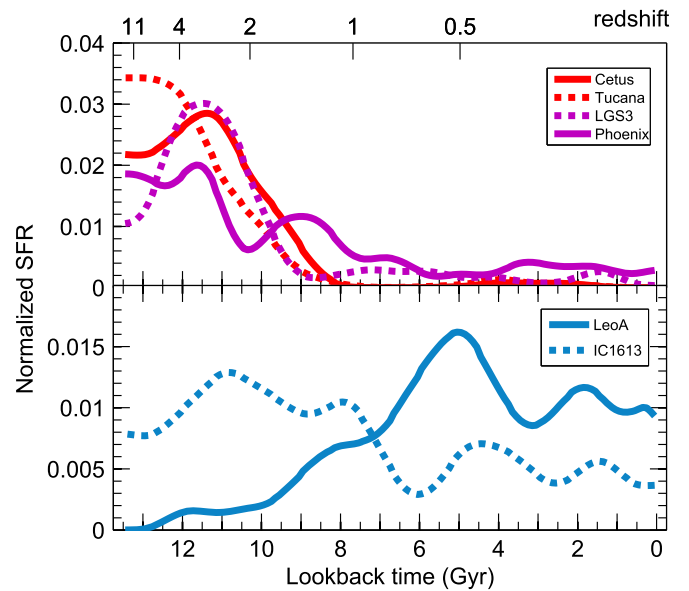 redshift
11 4 2 1 0.5
0.04
Cetus
Tucana
LGS3
Phoenix
0.03
0.02
0.01
0
Normalized SFR
LeoA
IC1613
0.015
0.010
0.005
0
12 10 8 6 4 2 0
Lookback time (Gyr)